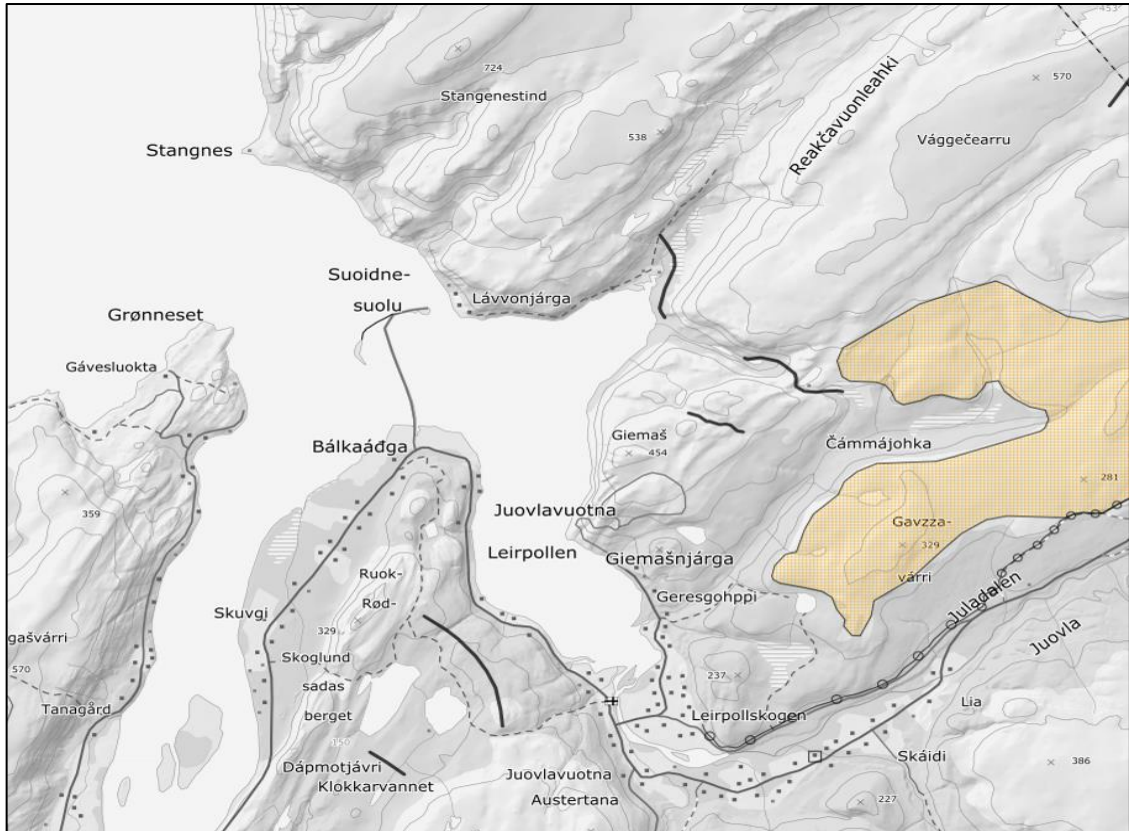 453
724
Stangenestind
570
Reakčavuonleahki
538
Vággečearru
Stangnes
Suoidne-
suolu
Lávvonjárga
Grønneset
Gávesluokta
Giemaš
454
Čámmájohka
Bálkaáđga
281
359
Juovlavuotna
Gavzza-
329
várri
Leirpollen
Giemašnjárga
Ruok-
Rød-
Geresgohppi
Juladalen
Skuvgi
329
Juovla
gašvárri
570
Skoglund
sadas
237
Lia
Tanagård
berget
Leirpollskogen
150
Skáidi
Dápmotjávri
Klokkarvannet
Juovlavuotna
Austertana
386
227